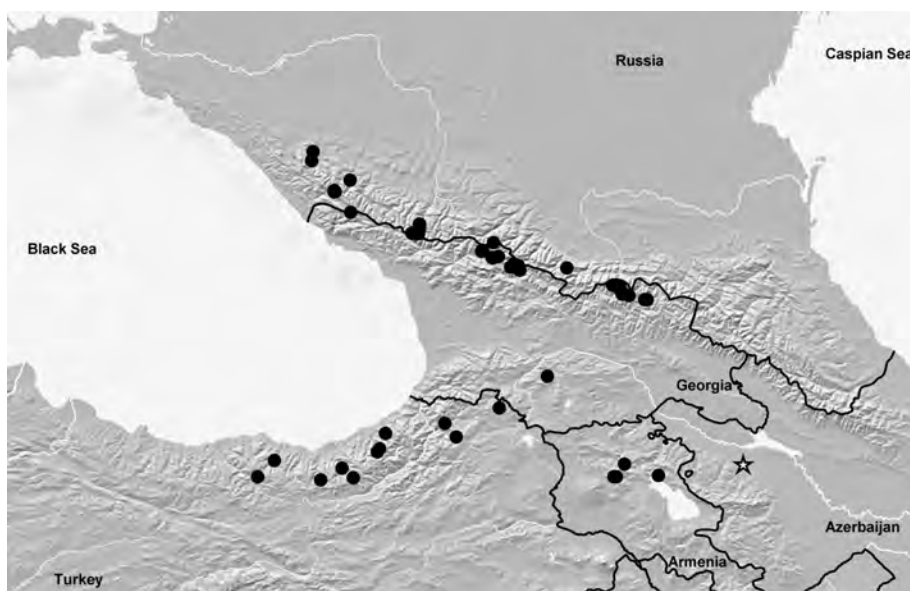 Russia
Caspian Sea
Black Sea
Georgia
Azerbaijan
Armenia
Turkey